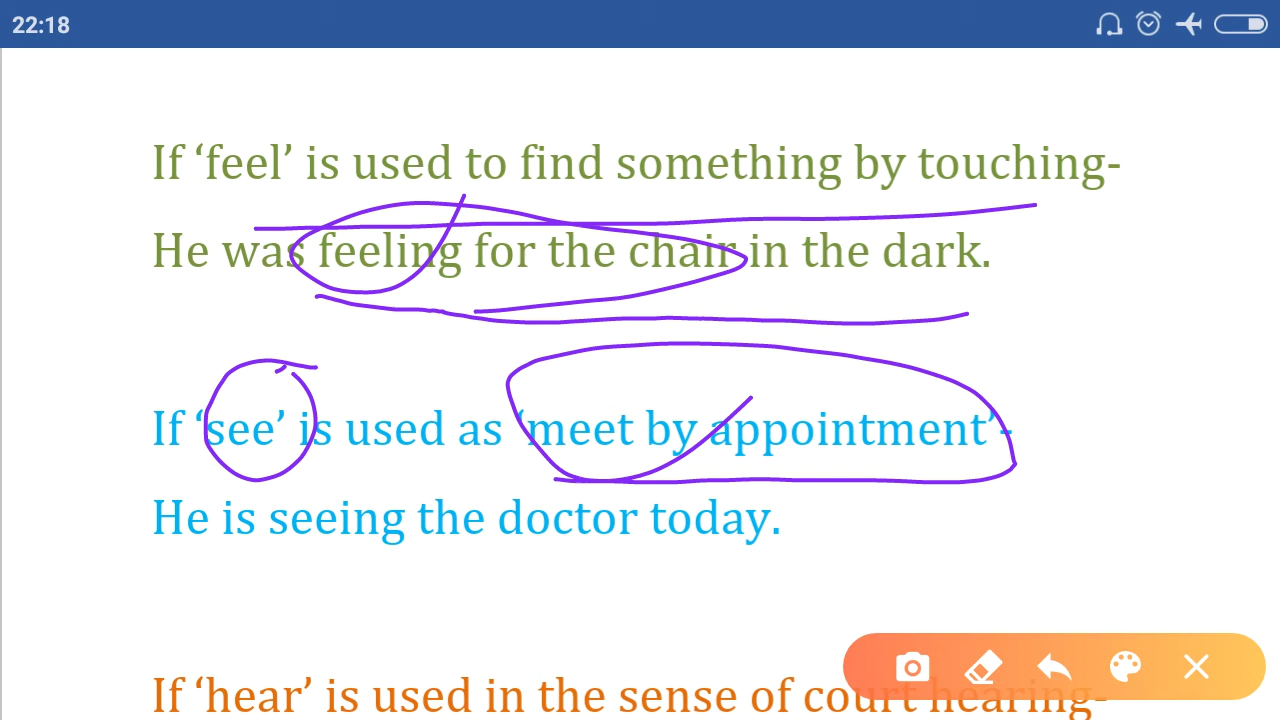 22:18
If ‘feel’ is used to find something by touching-
He was feeling for the chair in the dark.
If ‘see’ is used as ‘meet by appointment’-
He is seeing the doctor today.
If ‘hear’ is used in the sense of court hearing-